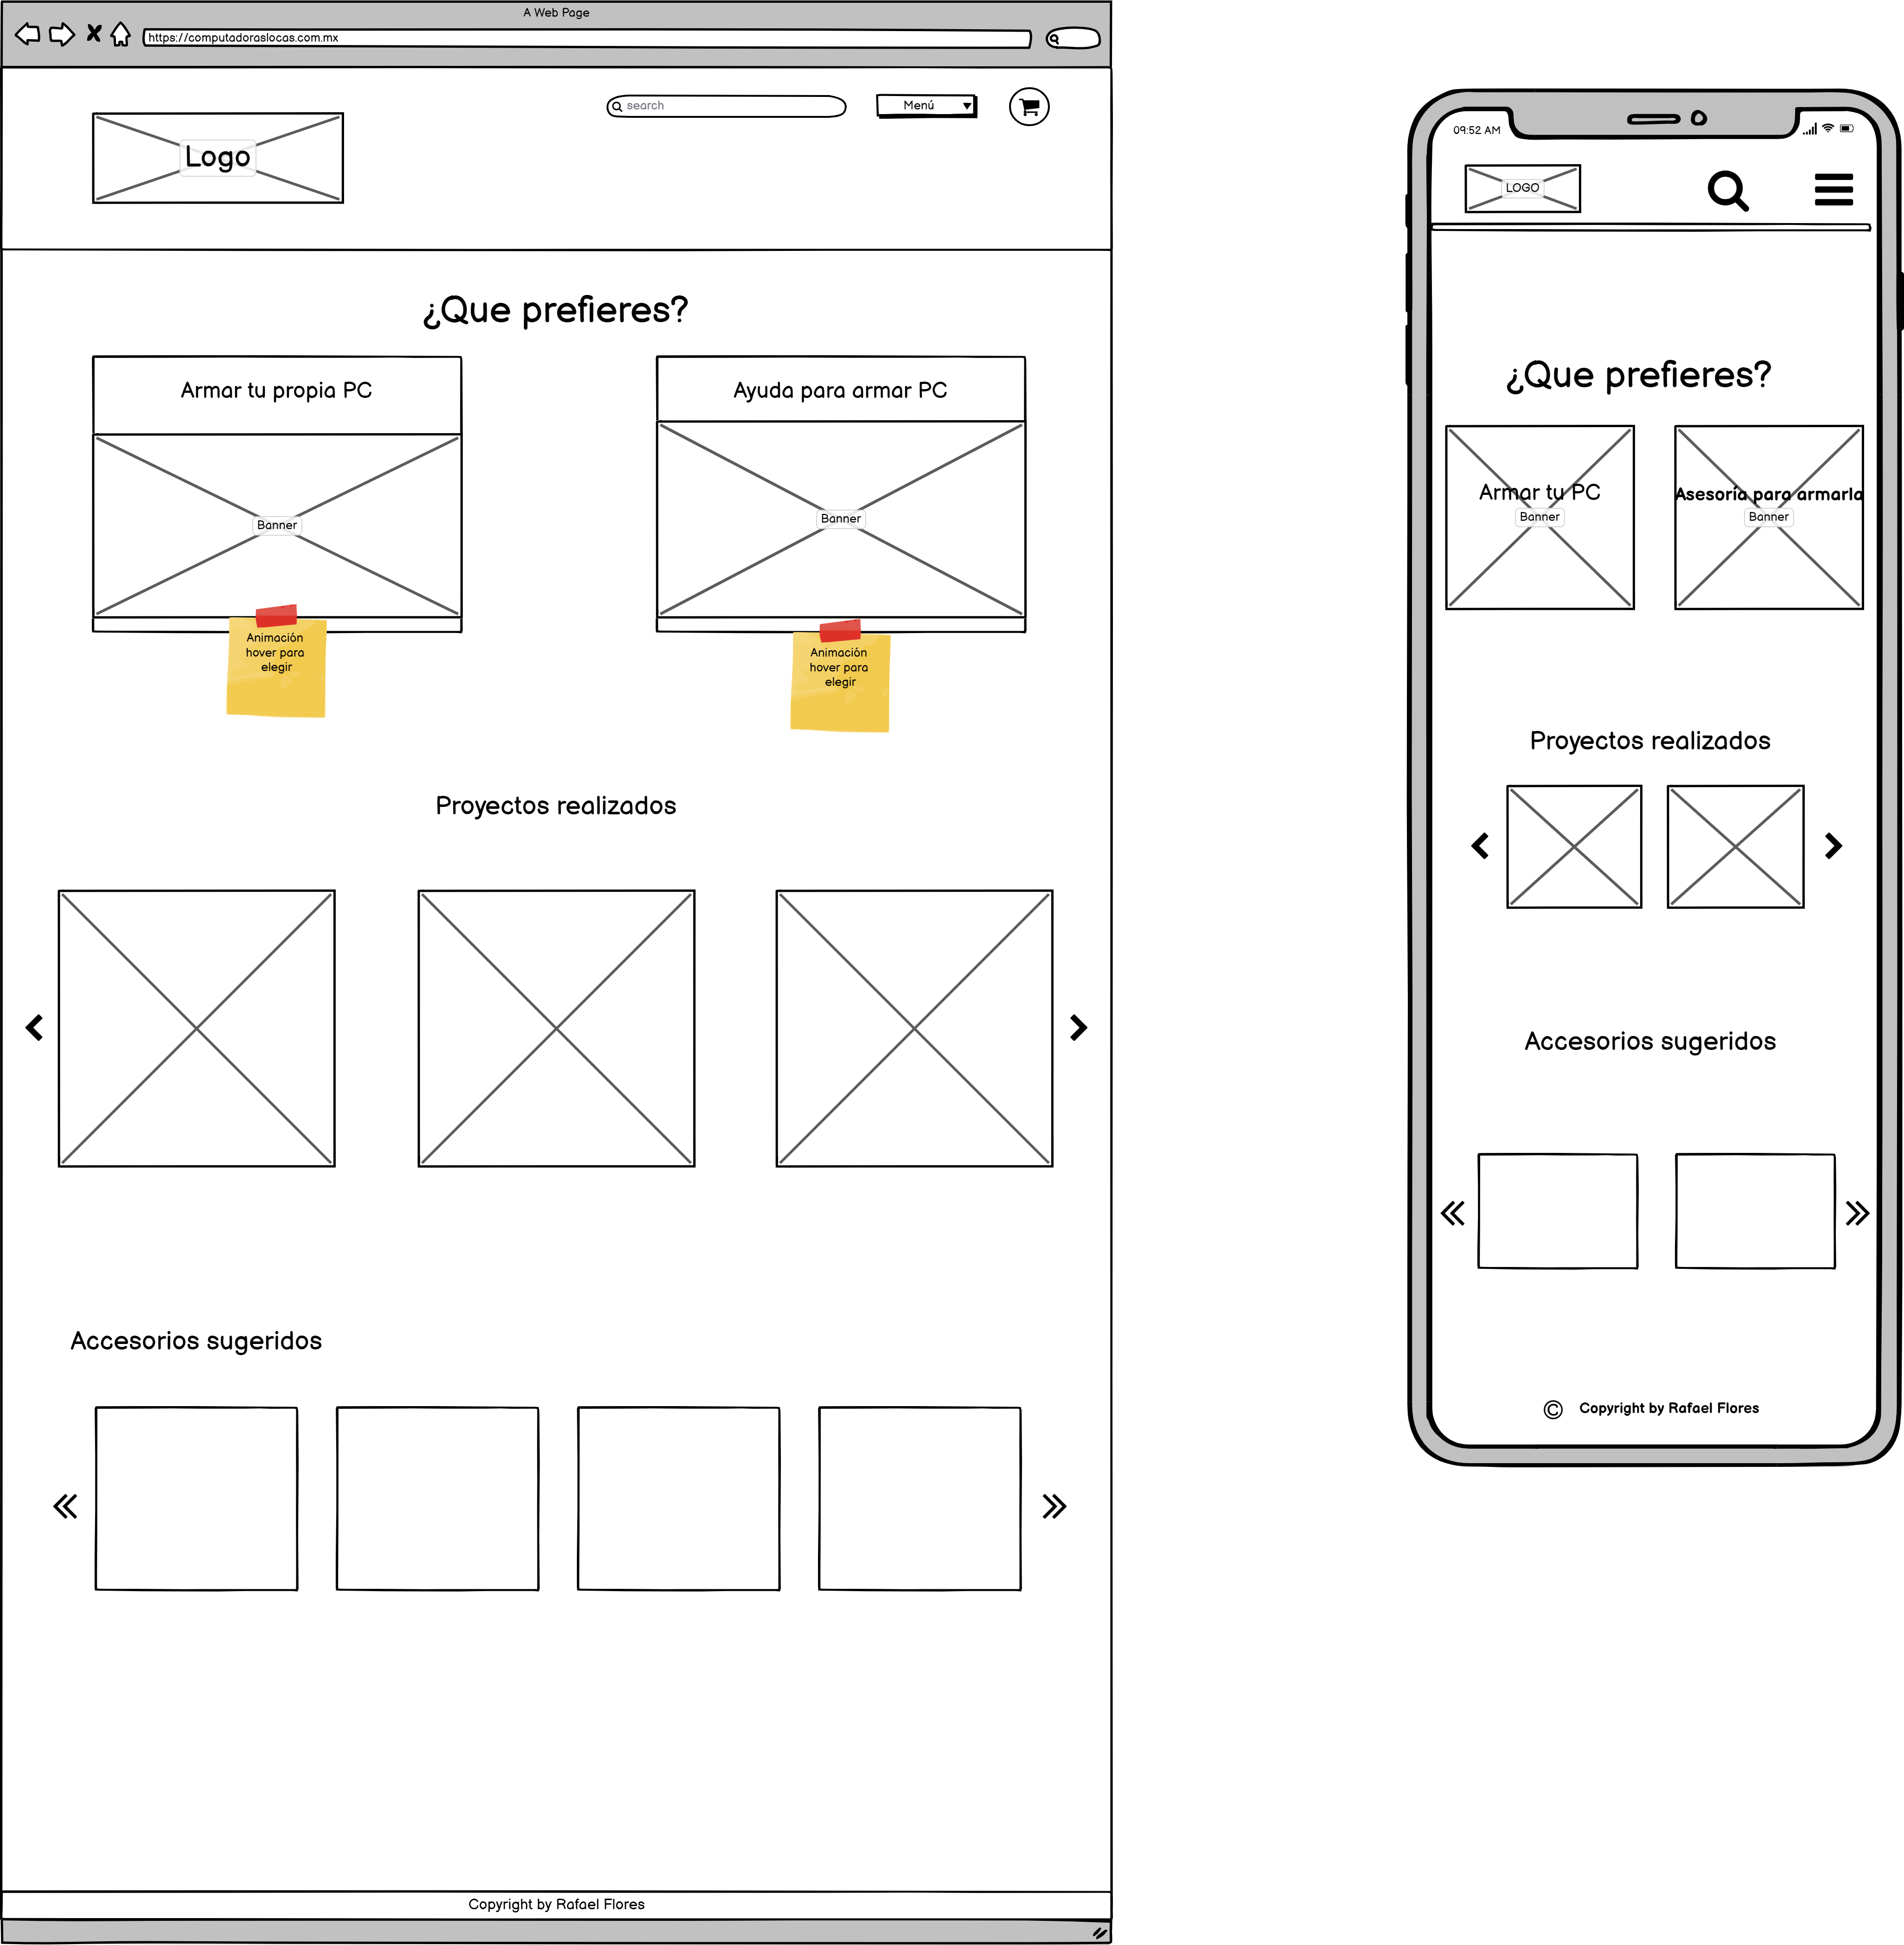 A Web Page
https://computadoraslocas.com.mx
search
Menú
Logo
¿Que prefieres?
Armar tu propia PC
Ayuda para armar PC
Banner
Banner
Animación
hover para
elegir
Animación
hover para
elegir
Proyectos realizados
Accesorios sugeridos
Copyright by Rafael Flores
09:52 AM
LOGO
¿Que prefieres?
Armar tu PC
Asesoría para armarla
Banner
Banner
Proyectos realizados
Accesorios sugeridos
© Copyright by Rafael Flores